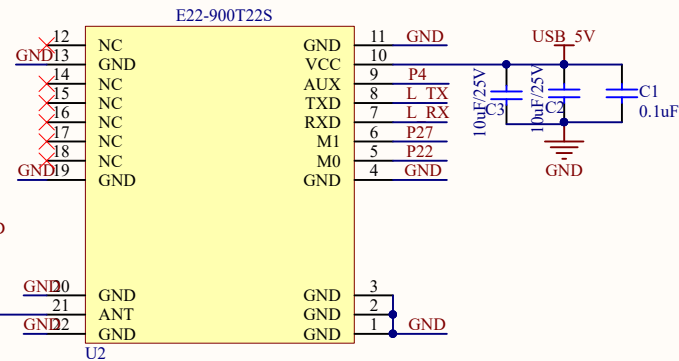 E22-900T22S
12 NC GND 11 GND USB_5V
GND 13 GND VCC 10
14 NC AUX 9 P4
15 NC TXD 8 L_TX
16 NC RXD 7 L_RX
17 NC M1 6 P27
18 NC M0 5 P22
GND 19 GND GND 4 GND
10uF/25V
C3
10uF/25V
C2
C1
0.1uF
GND
GND 20 GND GND 3
21 ANT GND 2
GND 22 GND GND 1 GND
U2